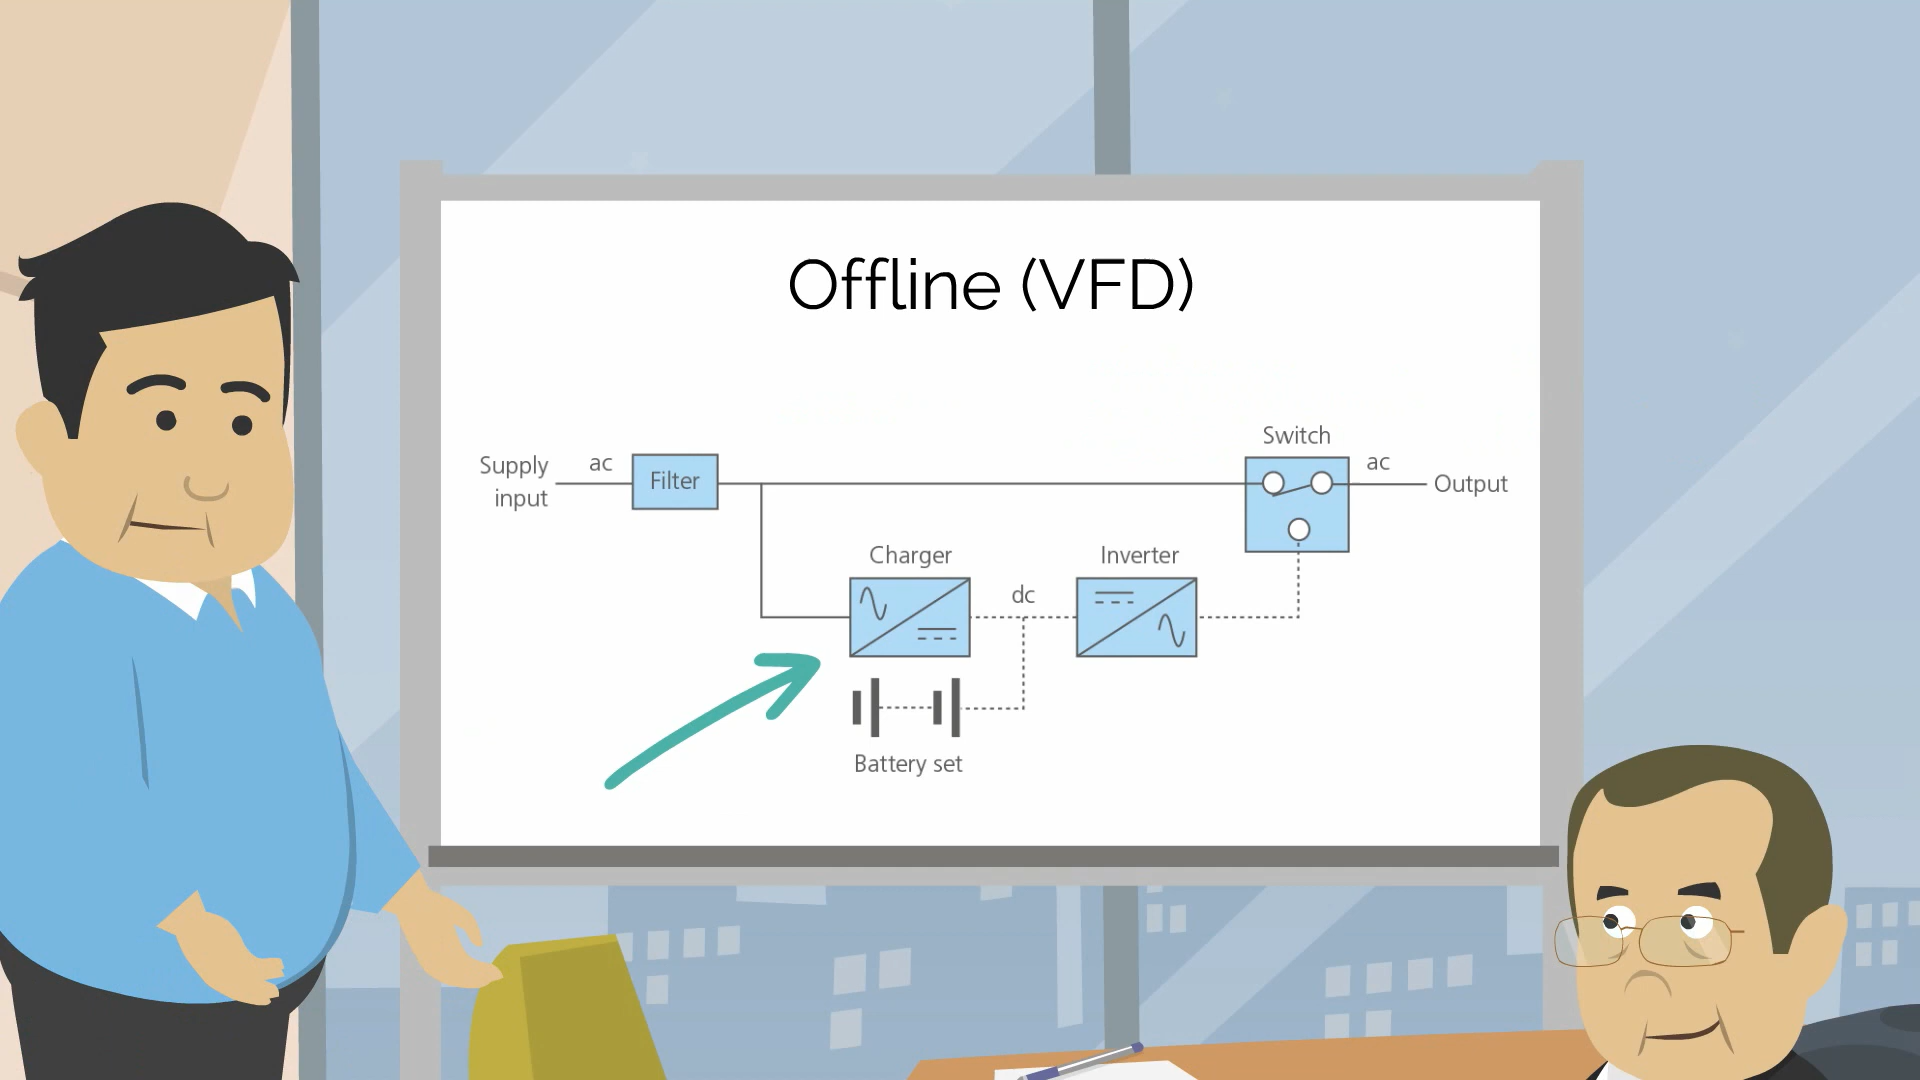 Offline (VFD)
Switch
Supply
input
ac
Filter
ac
Output
Charger
dc
Inverter
Battery set